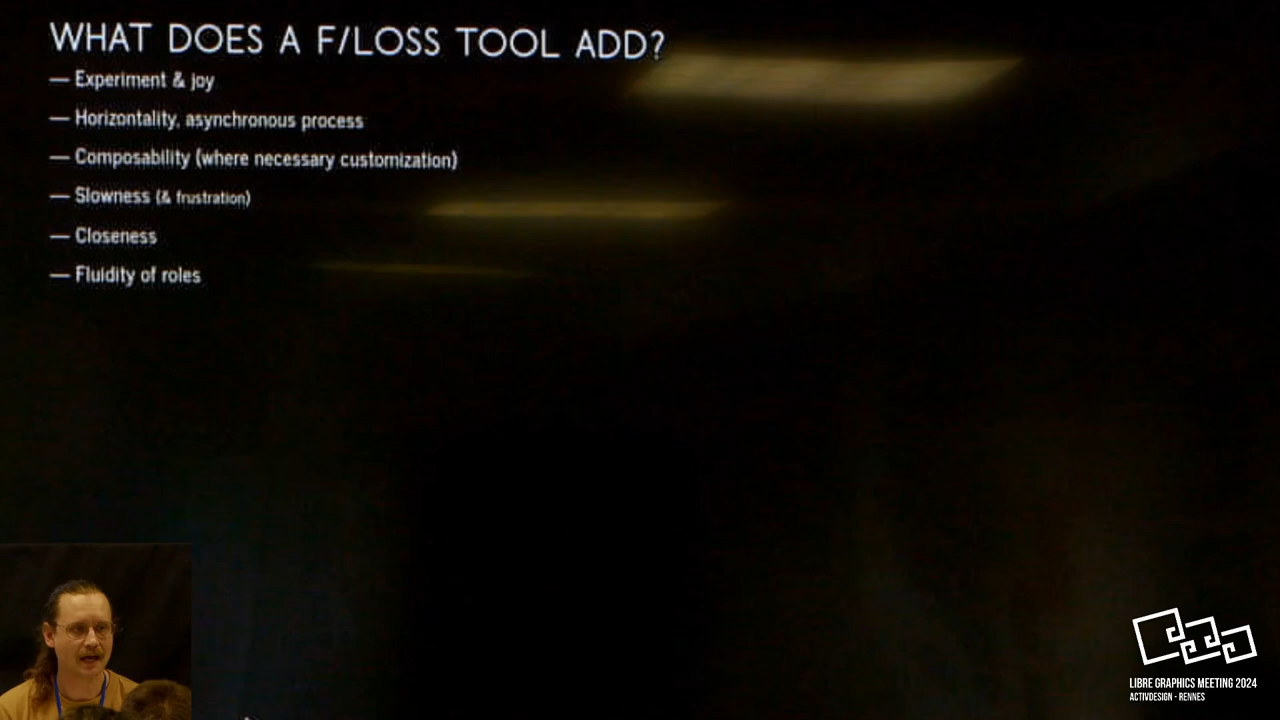 WHAT DOES A F/LOSS TOOL ADD?
— Experiment & joy
— Horizontality, asynchronous process
— Composability (where necessary customization)
— Slowness (& frustration)
— Closeness
— Fluidity of roles
LIBRE GRAPHICS MEETING 2024
ACTIVDESIGN - RENNES